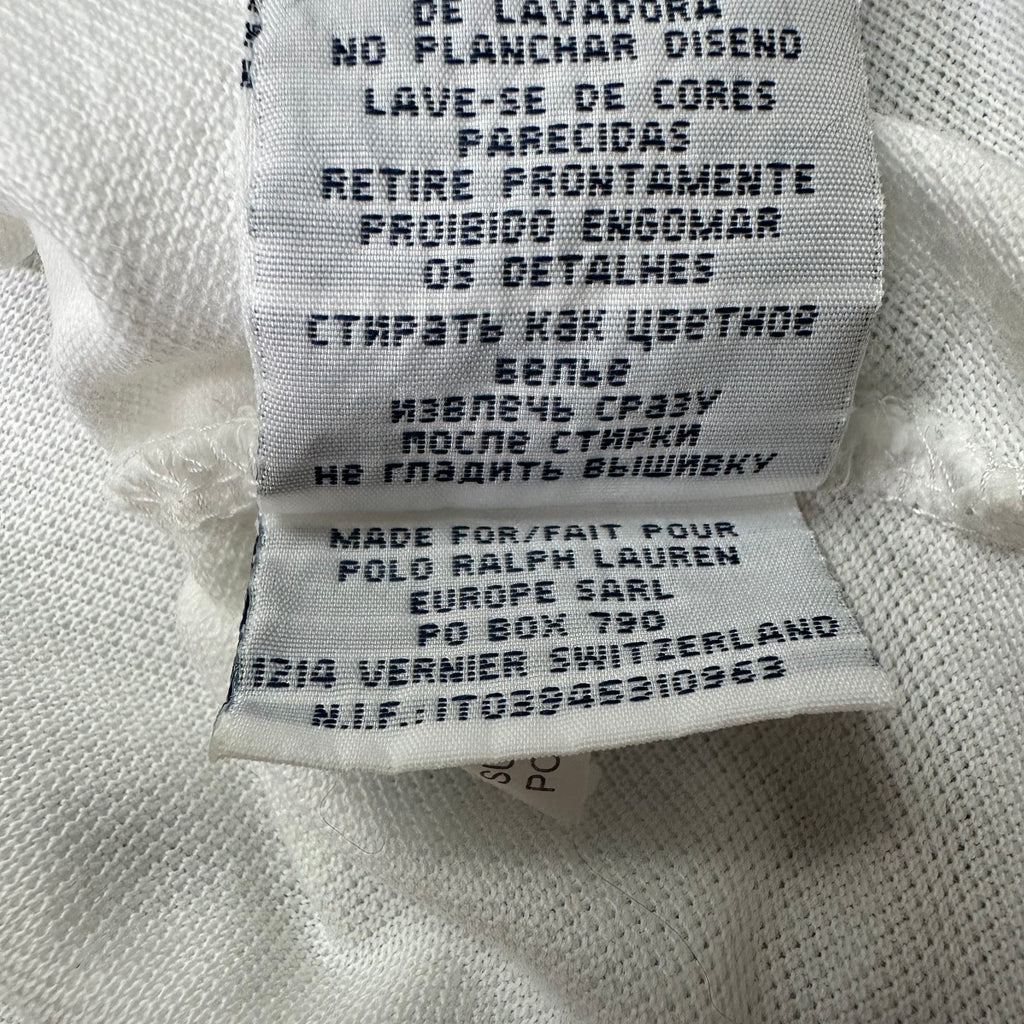 DE LAVADORA
NO PLANCHAR DISENO
LAVE-SE DE CORES
PARECIDAS
RETIRE PRONTAMENTE
PROIBIDO ENGOMAR
OS DETALHES
СТИРАТЬ КАК ЦВЕТНОЕ
БЕЛЬЕ
ИЗВЛЕЧЬ СРАЗУ
ПОСЛЕ СТИРКИ
НЕ ГЛАДИТЬ ВЫШИВКУ
MADE FOR/FAIT POUR
POLO RALPH LAUREN
EUROPE SARL
PO BOX 790
1214 VERNIER SWITZERLAND
N.I.F.:IT03945310963